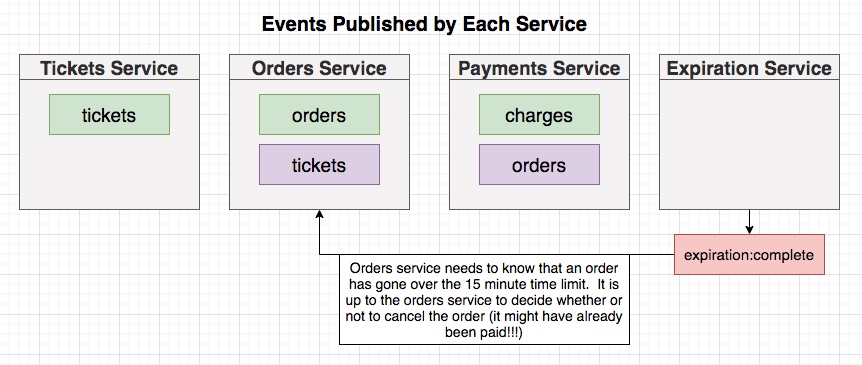 Events Published by Each Service
Tickets Service
tickets
Orders Service
orders
tickets
Payments Service
charges
orders
Expiration Service
expiration:complete
Orders service needs to know that an order
has gone over the 15 minute time limit.  It is
up to the orders service to decide whether or
not to cancel the order (it might have already
been paid!!!)